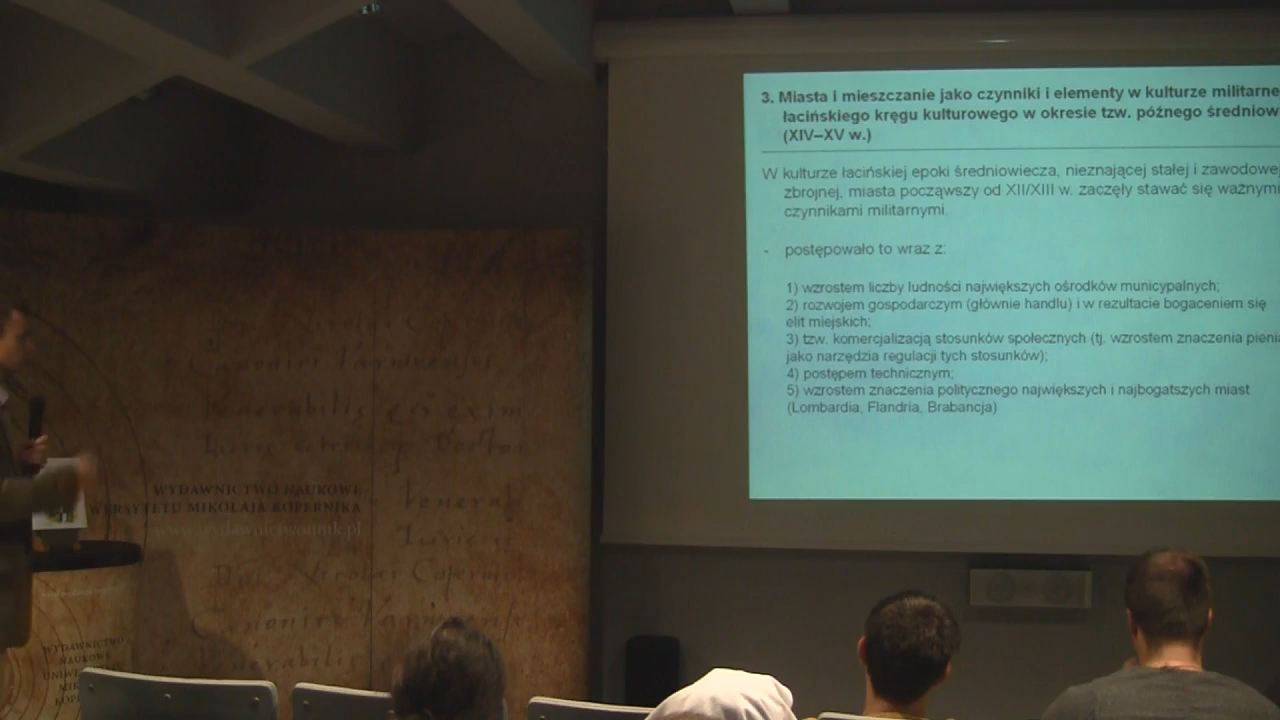 3. Miasta i mieszczanie jako czynniki i elementy w kulturze militarne
łacińskiego kręgu kulturowego w okresie tzw. późnego średniow
(XIV–XV w.)
W kulturze łacińskiej epoki średniowiecza, nieznającej stałej i zawodowej
zbrojnej, miasta począwszy od XII/XIII w. zaczęły stawać się ważnymi
czynnikami militarnymi.
- postępowało to wraz z:
1) wzrostem liczby ludności największych ośrodków municypalnych;
2) rozwojem gospodarczym (głównie handlu) i w rezultacie bogaceniem się
elit miejskich;
3) tzw. komercjalizacją stosunków społecznych (tj. wzrostem znaczenia pieni
jako narzędzia regulacji tych stosunków);
4) postępem technicznym;
5) wzrostem znaczenia politycznego największych i najbogatszych miast
(Lombardia, Flandria, Brabancja)
WYDAWNICTWO NAUKOWE
WERSYTETU MIKOŁAJA KOPERNIKA
www.wydawnictwoumk.pl
WYDAWNICTWO
NAUKOWE